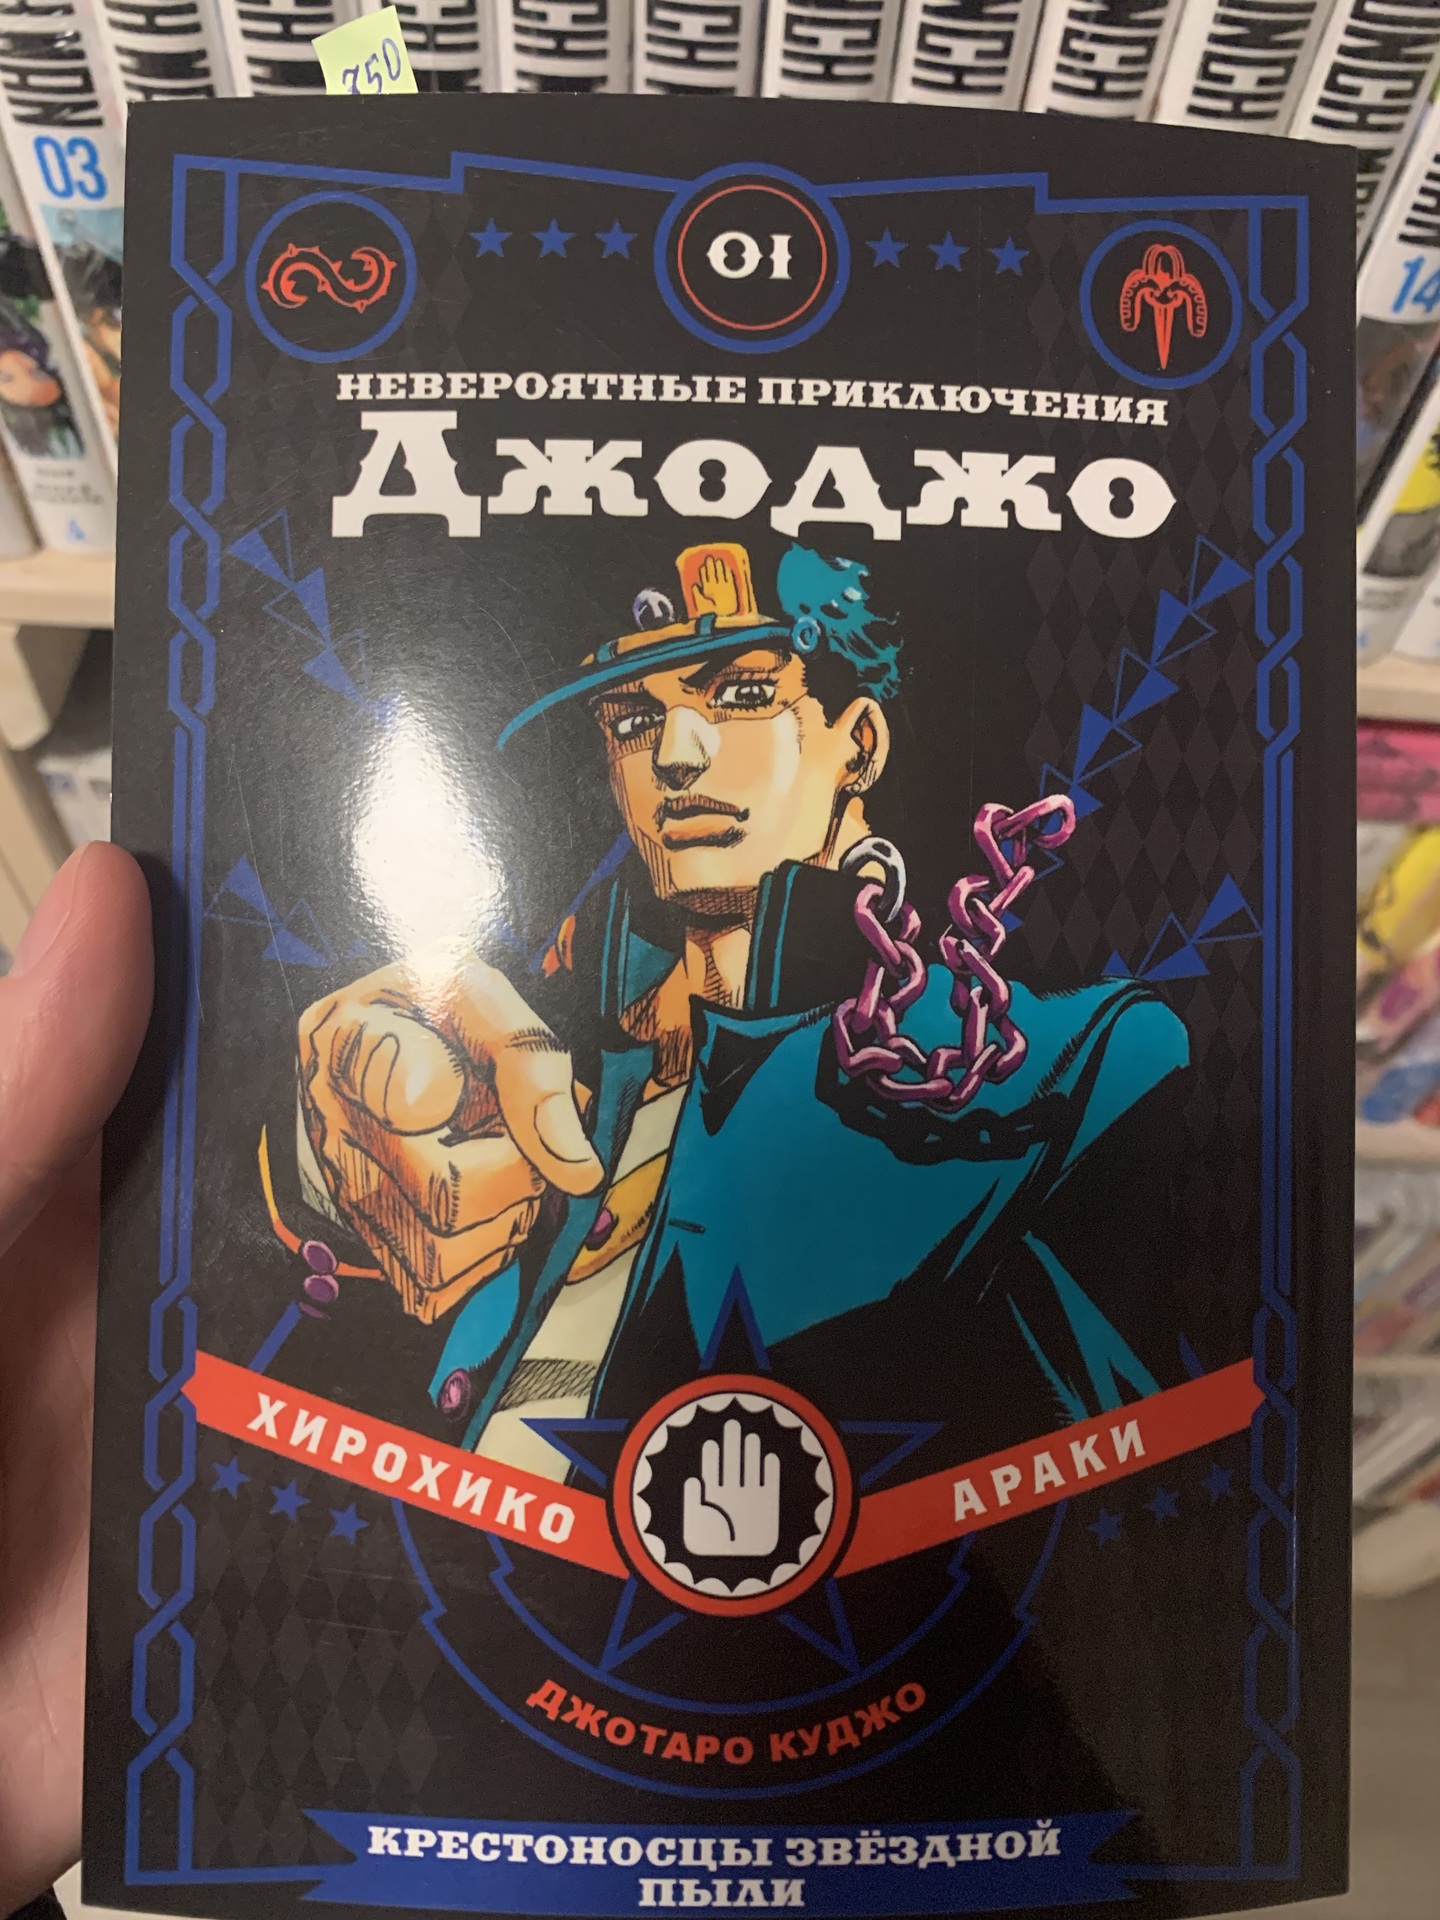 750
03
14
01
НЕВЕРОЯТНЫЕ ПРИКЛЮЧЕНИЯ
ДЖОДЖО
ХИРОХИКО
АРАКИ
ДЖОТАРО КУДЖО
КРЕСТОНОСЦЫ ЗВЁЗДНОЙ
ПЫЛИ